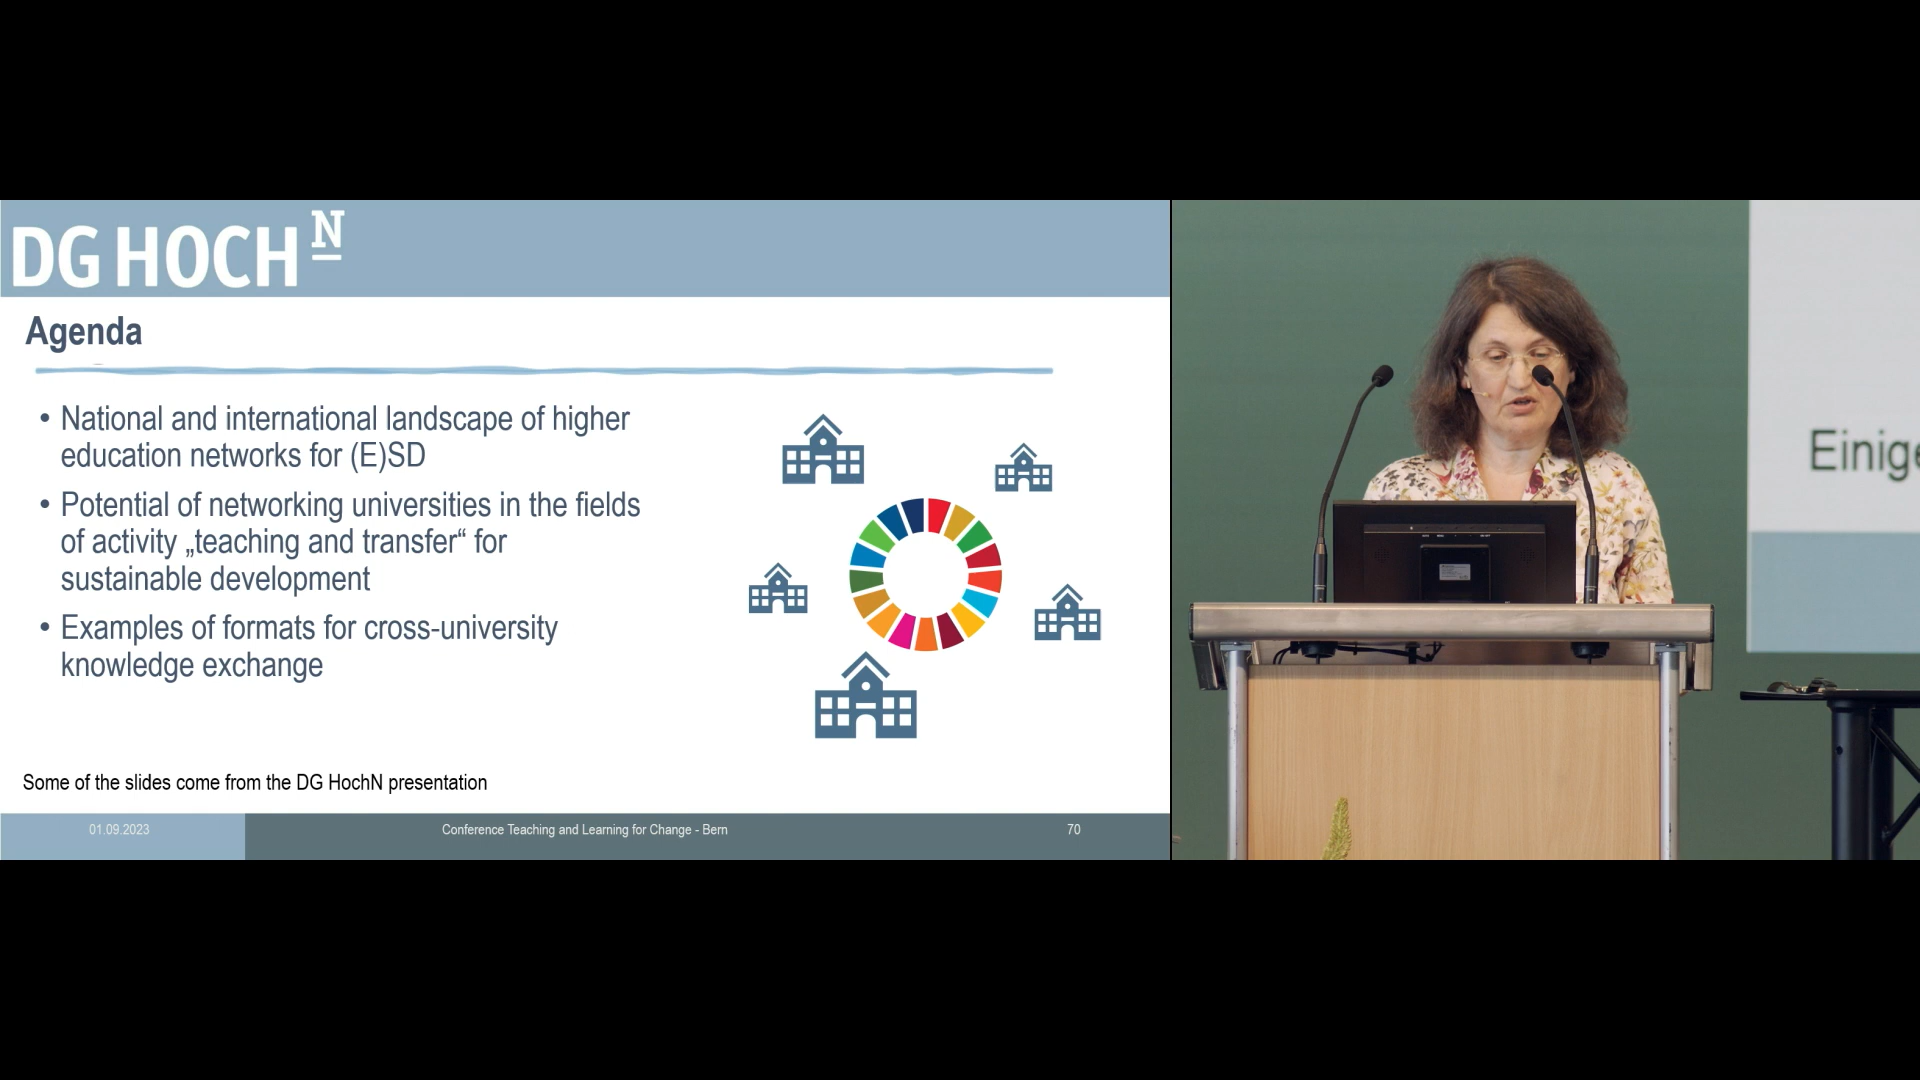 DG HOCH N
Agenda
• National and international landscape of higher
education networks for (E)SD
• Potential of networking universities in the fields
of activity „teaching and transfer“ for
sustainable development
• Examples of formats for cross-university
knowledge exchange
Some of the slides come from the DG HochN presentation
01.09.2023
Conference Teaching and Learning for Change - Bern
70
Einige